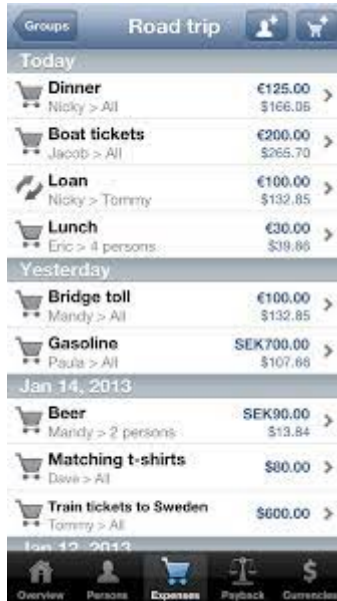 Groups
Road trip
Today
Dinner
€125.00
Nicky > All
$166.06
Boat tickets
€200.00
Jacob > All
$265.70
Loan
€100.00
Nicky > Tommy
$132.85
Lunch
€30.00
Eric > 4 persons
$39.86
Yesterday
Bridge toll
€100.00
Mandy > All
$132.85
Gasoline
SEK700.00
Paula > All
$107.66
Jan 14, 2013
Beer
SEK90.00
Mandy > 2 persons
$13.84
Matching t-shirts
$80.00
Dave > All
Train tickets to Sweden
$600.00
Tommy > All
Jan 12, 2013
Overview
Persons
Expenses
Payback
Currencies